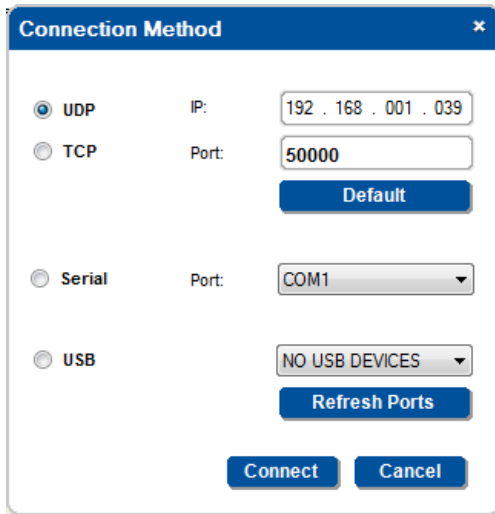 Connection Method ×
UDP IP: 192 . 168 . 001 . 039
TCP Port: 50000
Default
Serial Port: COM1
USB NO USB DEVICES
Refresh Ports
Connect Cancel